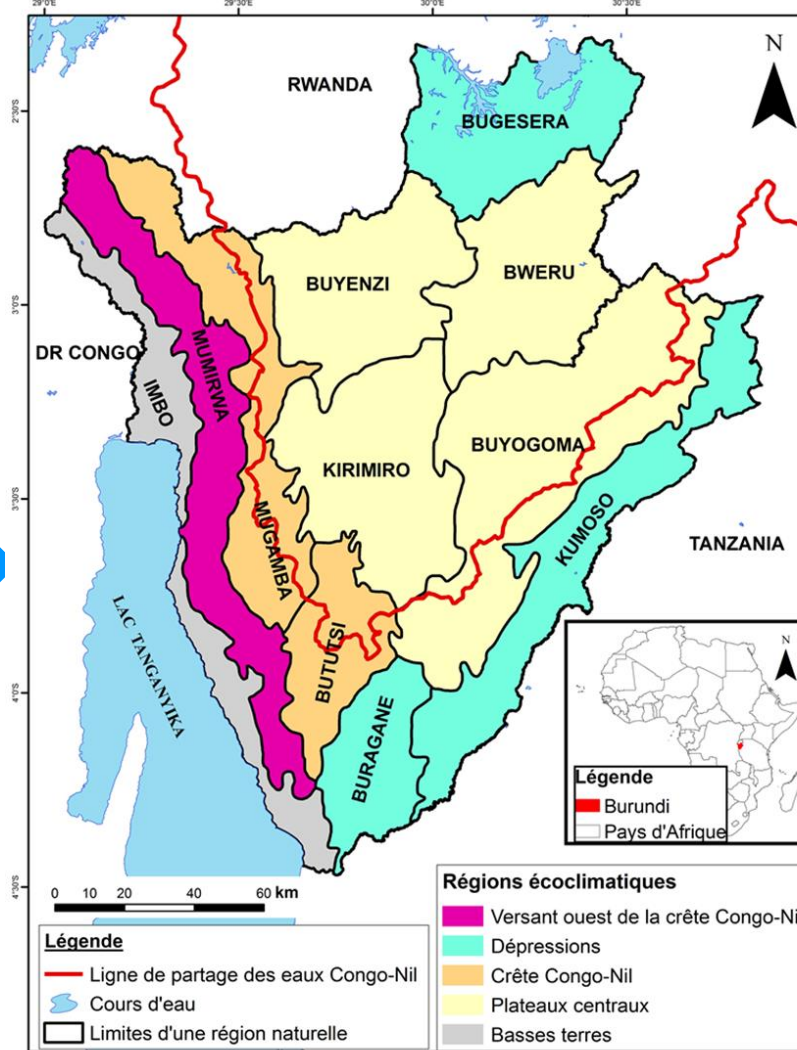 29°0'E
29°30'E
30°0'E
30°30'E
N
RWANDA
BUGESERA
2°30'S
BUYENZI
BWERU
3°0'S
MUMIRWA
DR CONGO
IMBO
BUYOGOMA
KIRIMIRO
3°30'S
MUGAMBA
KUMOSO
TANZANIA
LAC TANGANYIKA
BUTUTSI
4°0'S
BURAGANE
N
Légende
Burundi
Pays d'Afrique
4°30'S
0 10 20 40 60 km
Légende
Ligne de partage des eaux Congo-Nil
Cours d'eau
Limites d'une région naturelle
Régions écoclimatiques
Versant ouest de la crête Congo-Ni
Dépressions
Crête Congo-Nil
Plateaux centraux
Basses terres